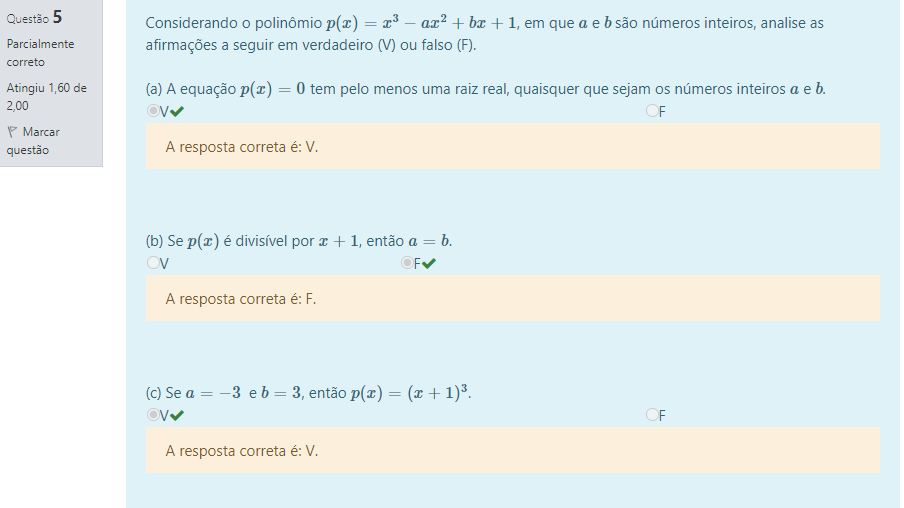 Questão 5
Parcialmente
correto
Atingiu 1,60 de
2,00
Marcar
questão
Considerando o polinômio p(x) = x³ − ax² + bx + 1, em que a e b são números inteiros, analise as
afirmações a seguir em verdadeiro (V) ou falso (F).
(a) A equação p(x) = 0 tem pelo menos uma raiz real, quaisquer que sejam os números inteiros a e b.
V F
A resposta correta é: V.
(b) Se p(x) é divisível por x + 1, então a = b.
V F
A resposta correta é: F.
(c) Se a = −3 e b = 3, então p(x) = (x + 1)³.
V F
A resposta correta é: V.